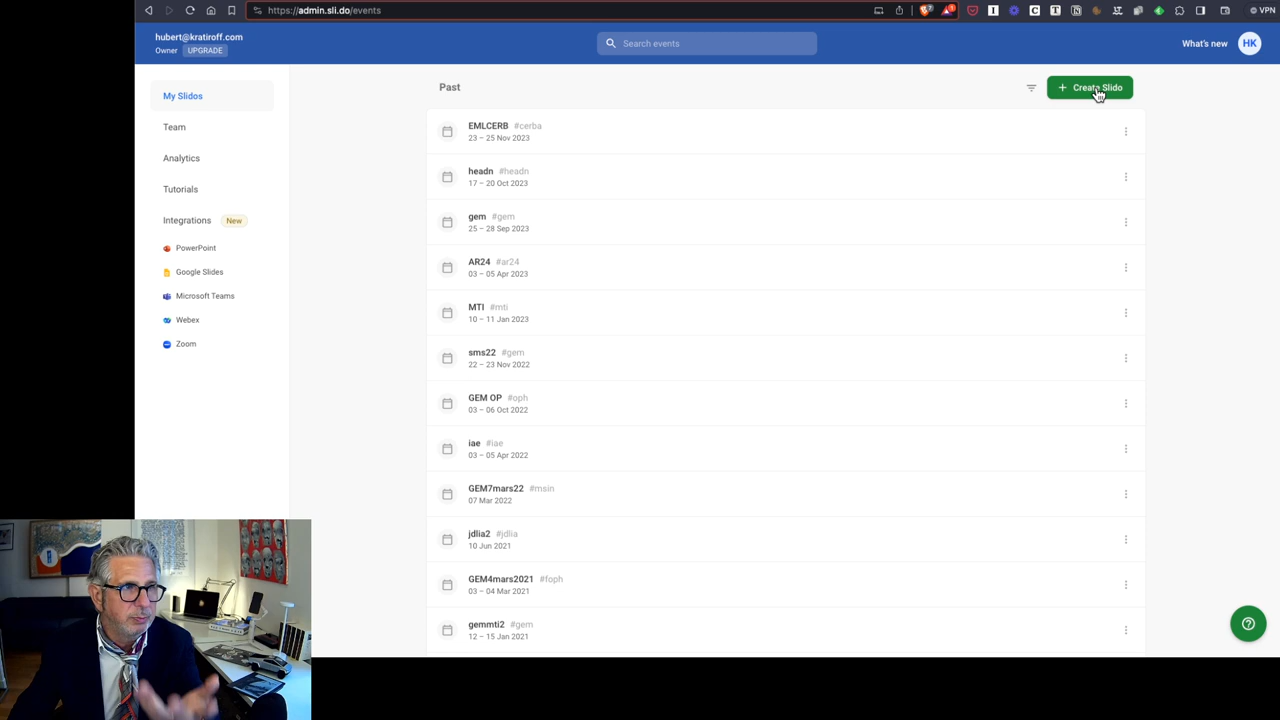 https://admin.sli.do/events
VPN
hubert@kratiroff.com
Owner UPGRADE
Search events
What's new
HK
My Slidos
Team
Analytics
Tutorials
Integrations New
PowerPoint
Google Slides
Microsoft Teams
Webex
Zoom
Past
+ Create Slido
EMLCERB #cerba
23 – 25 Nov 2023
headn #headn
17 – 20 Oct 2023
gem #gem
25 – 28 Sep 2023
AR24 #ar24
03 – 05 Apr 2023
MTI #mti
10 – 11 Jan 2023
sms22 #gem
22 – 23 Nov 2022
GEM OP #oph
03 – 06 Oct 2022
iae #iae
03 – 05 Apr 2022
GEM7mars22 #msin
07 Mar 2022
jdlia2 #jdlia
10 Jun 2021
GEM4mars2021 #foph
03 – 04 Mar 2021
gemmti2 #gem
12 – 15 Jan 2021